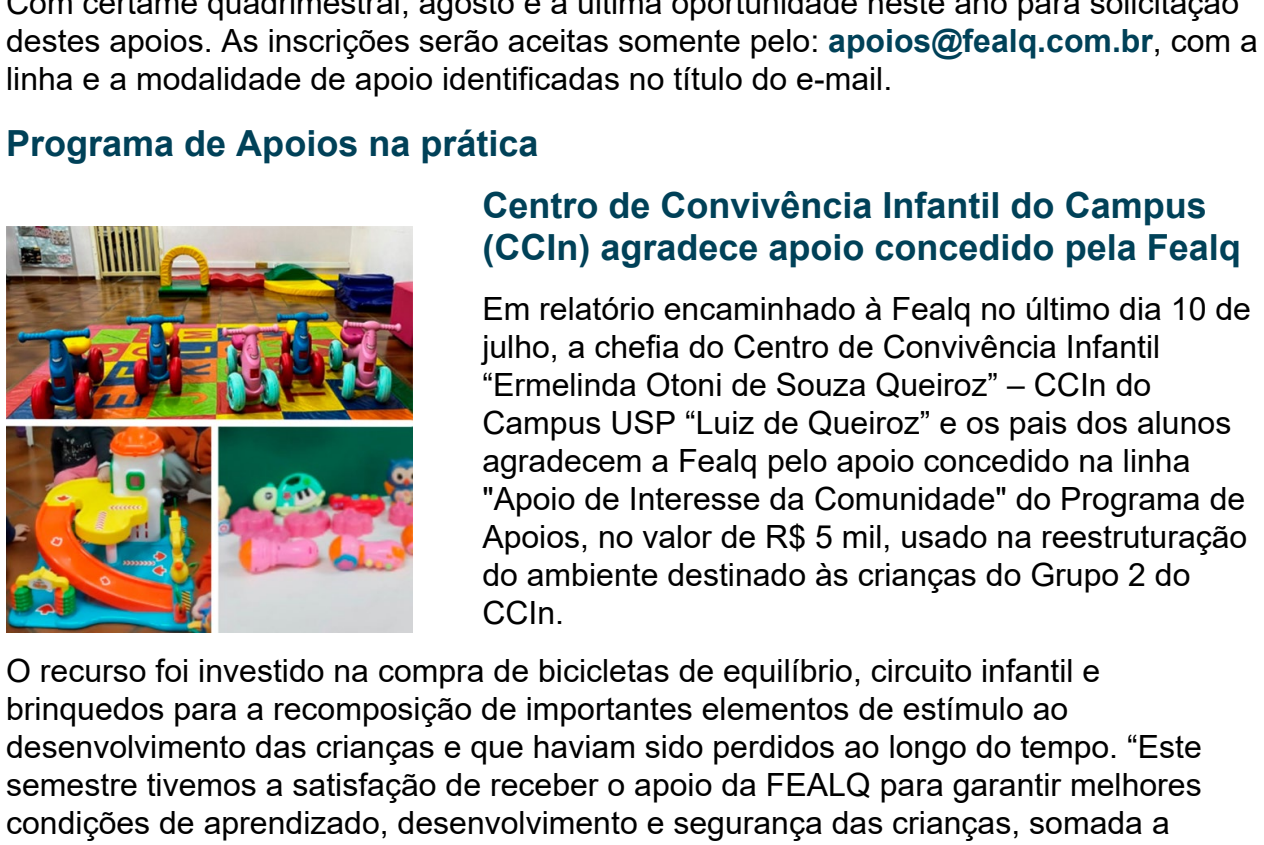 Com certame quadrimestral, agosto é a última oportunidade neste ano para solicitação
destes apoios. As inscrições serão aceitas somente pelo: apoios@fealq.com.br, com a
linha e a modalidade de apoio identificadas no título do e-mail.
Programa de Apoios na prática
Centro de Convivência Infantil do Campus
(CCIn) agradece apoio concedido pela Fealq
Em relatório encaminhado à Fealq no último dia 10 de
julho, a chefia do Centro de Convivência Infantil
“Ermelinda Otoni de Souza Queiroz” – CCIn do
Campus USP “Luiz de Queiroz” e os pais dos alunos
agradecem a Fealq pelo apoio concedido na linha
"Apoio de Interesse da Comunidade" do Programa de
Apoios, no valor de R$ 5 mil, usado na reestruturação
do ambiente destinado às crianças do Grupo 2 do
CCIn.
O recurso foi investido na compra de bicicletas de equilíbrio, circuito infantil e
brinquedos para a recomposição de importantes elementos de estímulo ao
desenvolvimento das crianças e que haviam sido perdidos ao longo do tempo. “Este
semestre tivemos a satisfação de receber o apoio da FEALQ para garantir melhores
condições de aprendizado, desenvolvimento e segurança das crianças, somada a